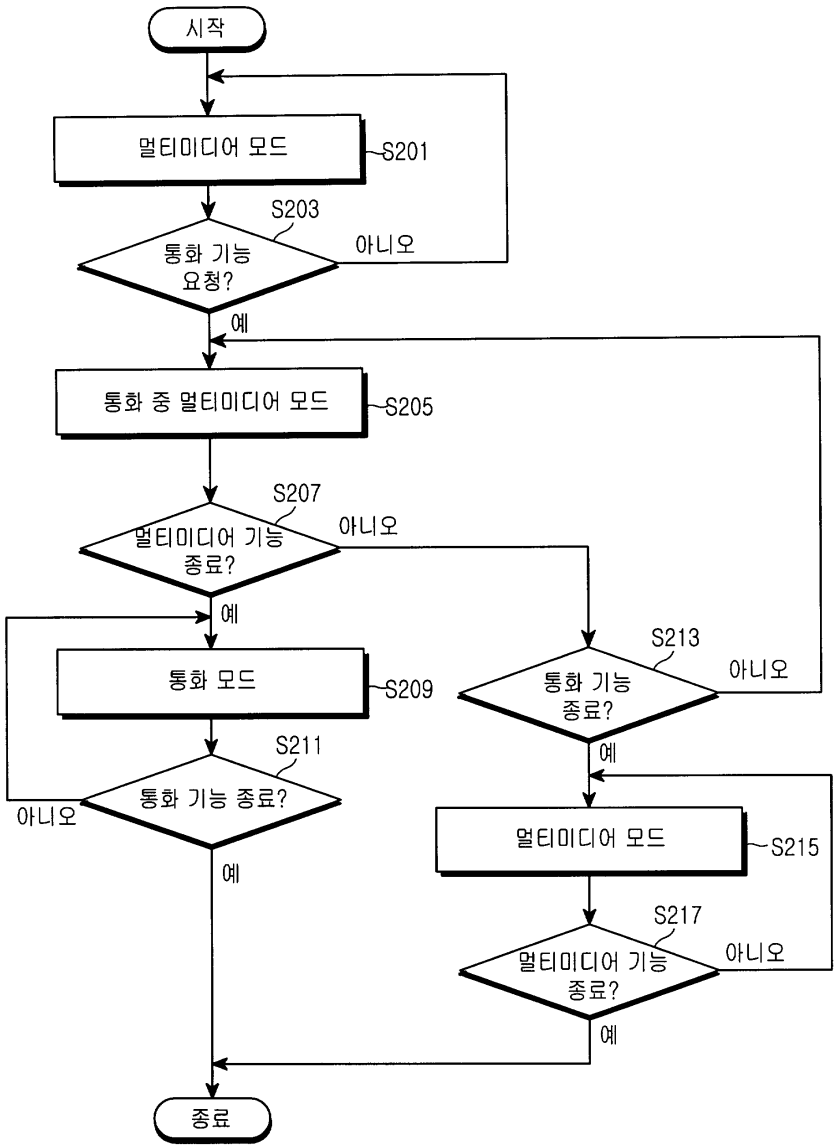 시작
멀티미디어 모드
S201
S203
통화 기능
요청?
아니오
예
통화 중 멀티미디어 모드
S205
S207
멀티미디어 기능
종료?
아니오
예
통화 모드
S209
S211
통화 기능 종료?
아니오
예
S213
통화 기능
종료?
아니오
예
멀티미디어 모드
S215
S217
멀티미디어 기능
종료?
아니오
예
종료